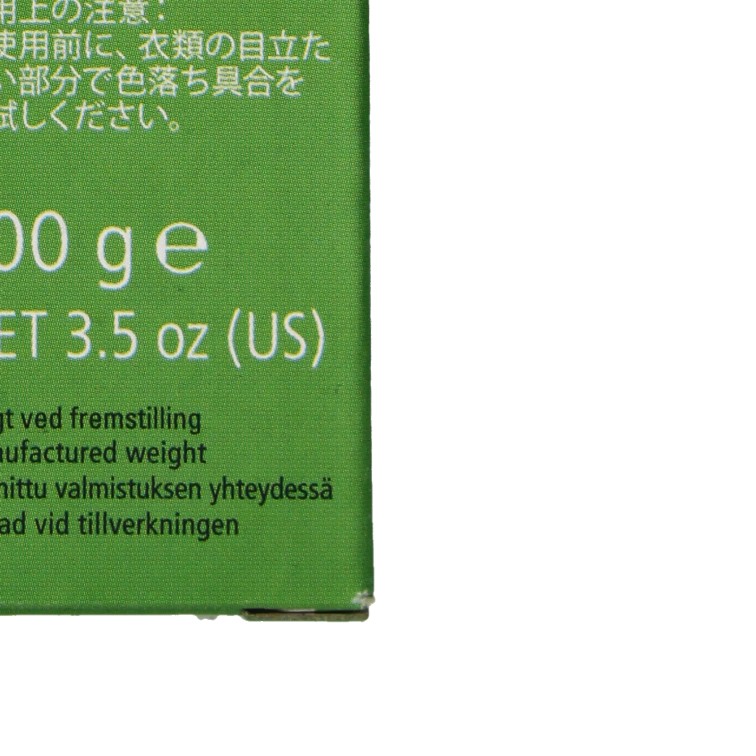 用上の注意：
使用前に、衣類の目立た
い部分で色落ち具合を
試しください。
00 g e
ET 3.5 oz (US)
gt ved fremstilling
nufactured weight
mittu valmistuksen yhteydessä
ad vid tillverkningen